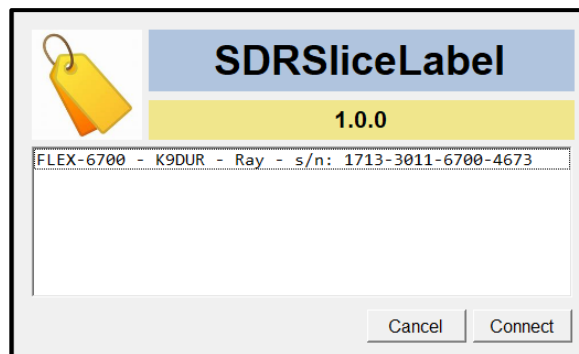 SDRSliceLabel
1.0.0
FLEX-6700 - K9DUR - Ray - s/n: 1713-3011-6700-4673
Cancel Connect